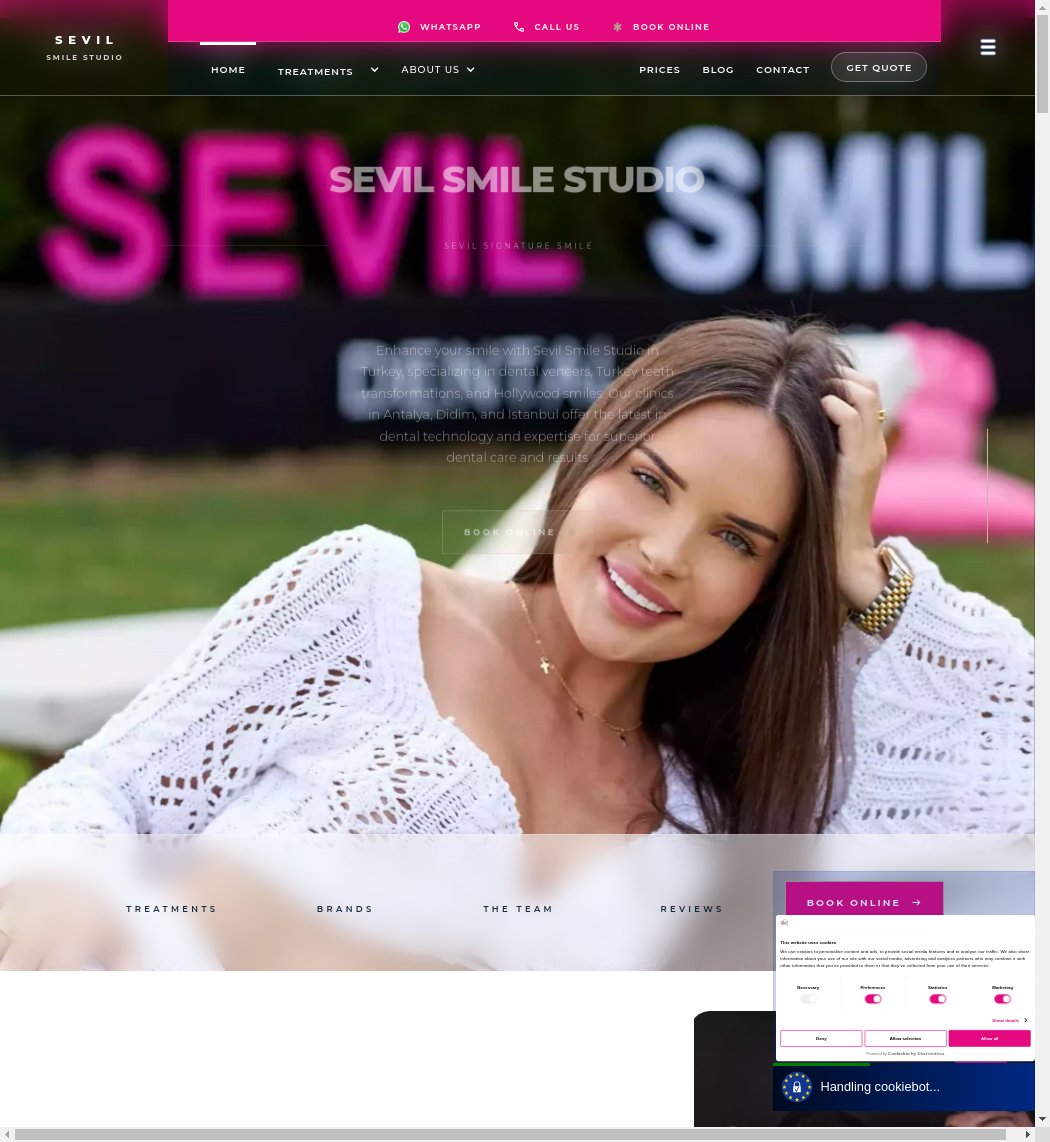 WHATSAPP
CALL US
BOOK ONLINE
SEVIL
SMILE STUDIO
HOME
TREATMENTS
ABOUT US
PRICES
BLOG
CONTACT
GET QUOTE
SEVIL SMIL
SEVIL SMILE STUDIO
SEVIL SIGNATURE SMILE
Enhance your smile with Sevil Smile Studio in
Turkey, specializing in dental veneers, Turkey teeth
transformations, and Hollywood smiles. Our clinics
in Antalya, Didim, and Istanbul offer the latest in
dental technology and expertise for superior
dental care and results
BOOK ONLINE
TREATMENTS
BRANDS
THE TEAM
REVIEWS
BOOK ONLINE
This website uses cookies
We use cookies to personalise content and ads, to provide social media features and to analyse our traffic. We also share
information about your use of our site with our social media, advertising and analytics partners who may combine it with
other information that you've provided to them or that they've collected from your use of their services.
Necessary
Preferences
Statistics
Marketing
Show details
Deny
Allow selection
Allow all
Powered by Cookiebot by Usercentrics
Handling cookiebot...